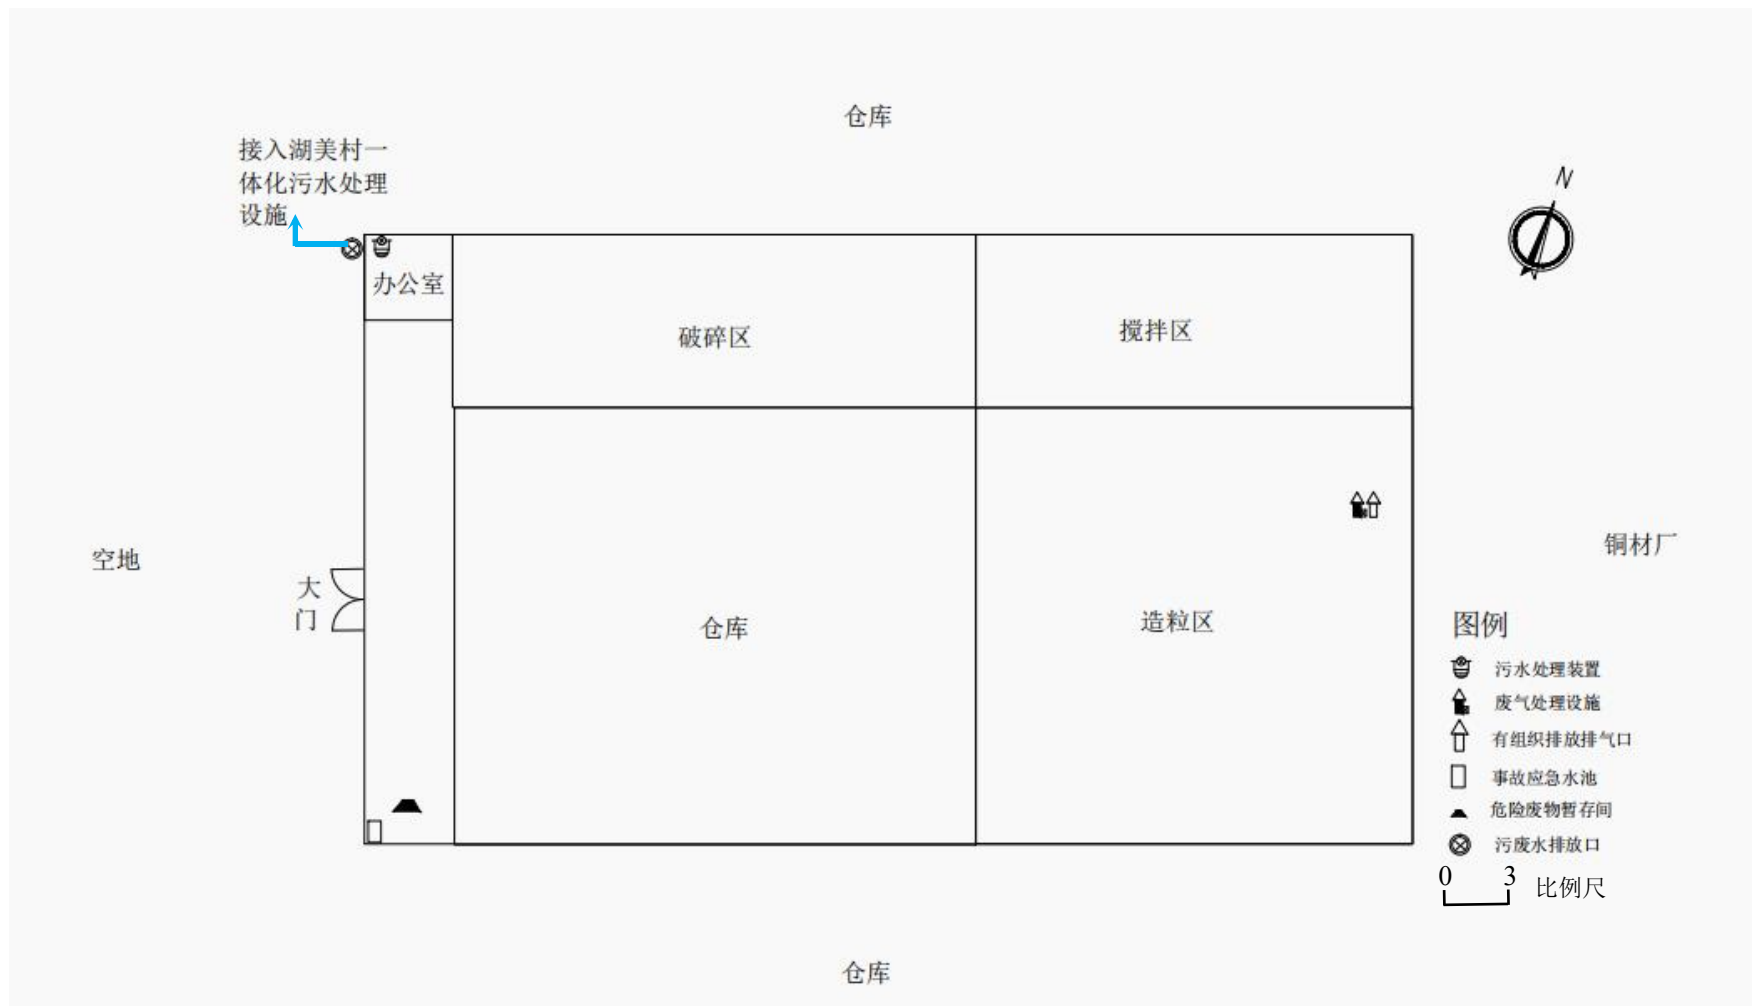 仓库
接入湖美村一
体化污水处理
设施
N
办公室
破碎区
搅拌区
空地
大
门
仓库
造粒区
铜材厂
图例
污水处理装置
废气处理设施
有组织排放排气口
事故应急水池
危险废物暂存间
污废水排放口
0 3 比例尺
仓库